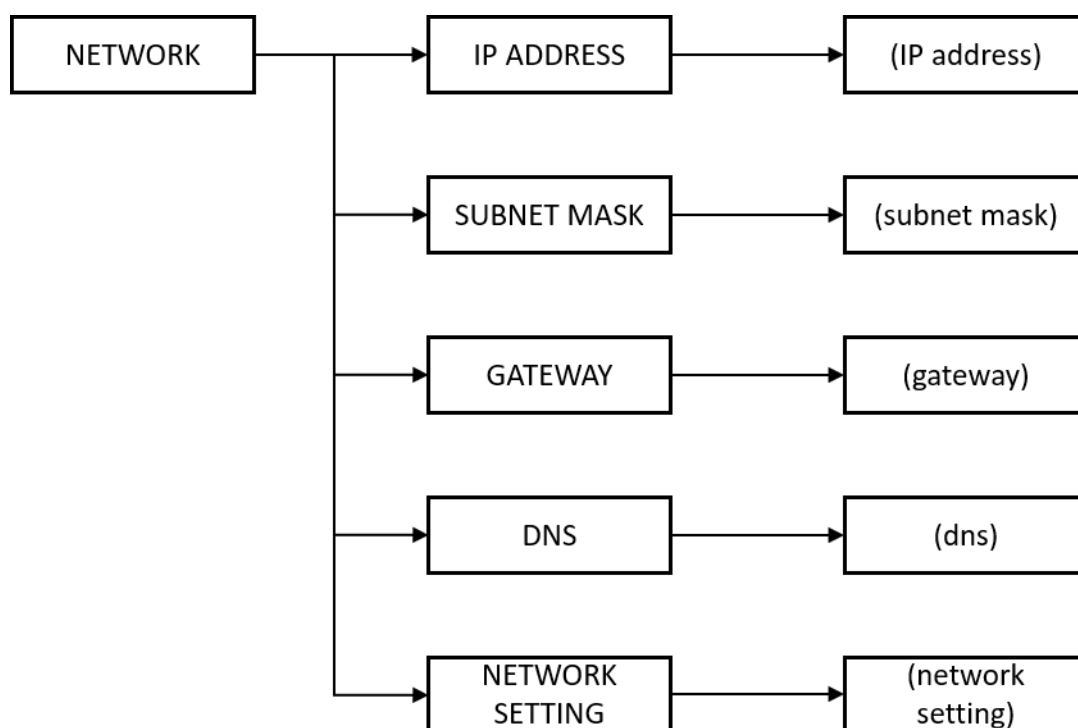 NETWORK
IP ADDRESS
(IP address)
SUBNET MASK
(subnet mask)
GATEWAY
(gateway)
DNS
(dns)
NETWORK
SETTING
(network
setting)